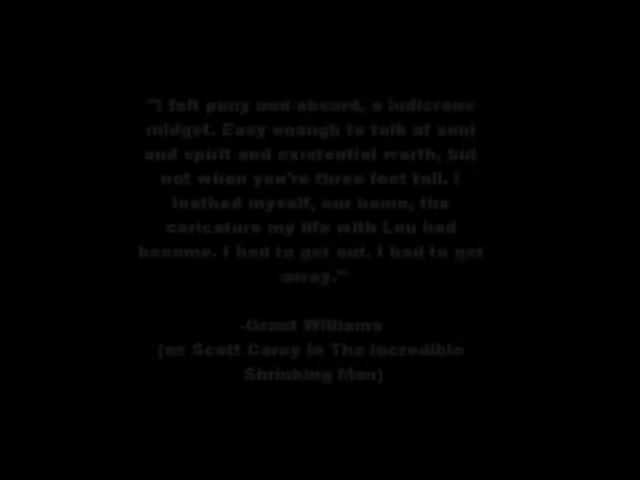 "I felt puny and absurd, a ludicrous
midget. Easy enough to talk of soul
and spirit and existential worth, but
not when you're three feet tall. I
loathed myself, our home, the
caricature my life with Lou had
become. I had to get out. I had to get
away."
-Grant Williams
(as Scott Carey in The Incredible
Shrinking Man)